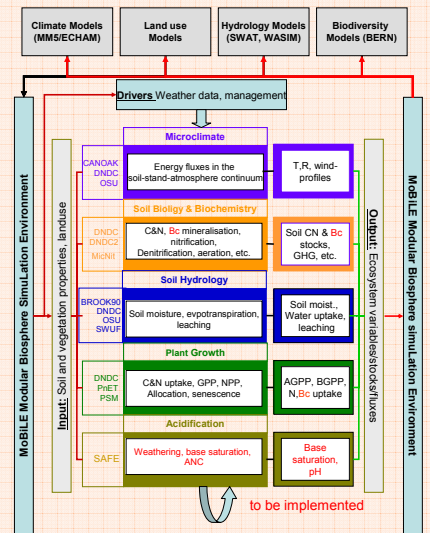 Climate Models
(MM5/ECHAM)
Land use
Models
Hydrology Models
(SWAT, WASIM)
Biodiversity
Models (BERN)
Drivers Weather data, management
MoBiLE Modular Biosphere SimuLation Environment
Input: Soil and vegetation properties, landuse
Microclimate
CANOAK
DNDC
OSU
Energy fluxes in the
soil-stand-atmosphere continuum
T,R, wind-
profiles
Soil Biollgy & Biochemistry
DNDC
DNDC2
MicNit
C&N, Bc mineralisation,
nitrification,
Denitrification, aeration, etc.
Soil CN & Bc
stocks,
GHG, etc.
Soil Hydrology
BROOK90
DNDC
OSU
SWUF
Soil moisture, evpotranspiration,
leaching
Soil moist.,
Water uptake,
leaching
Plant Growth
DNDC
PnET
PSM
C&N uptake, GPP, NPP,
Allocation, senescence
AGPP, BGPP,
N,Bc uptake
Acidification
SAFE
Weathering, base saturation,
ANC
Base
saturation,
pH
to be implemented
Output: Ecosystem
variables/stocks/fluxes
MoBiLE Modular Biosphere simuLation Environment